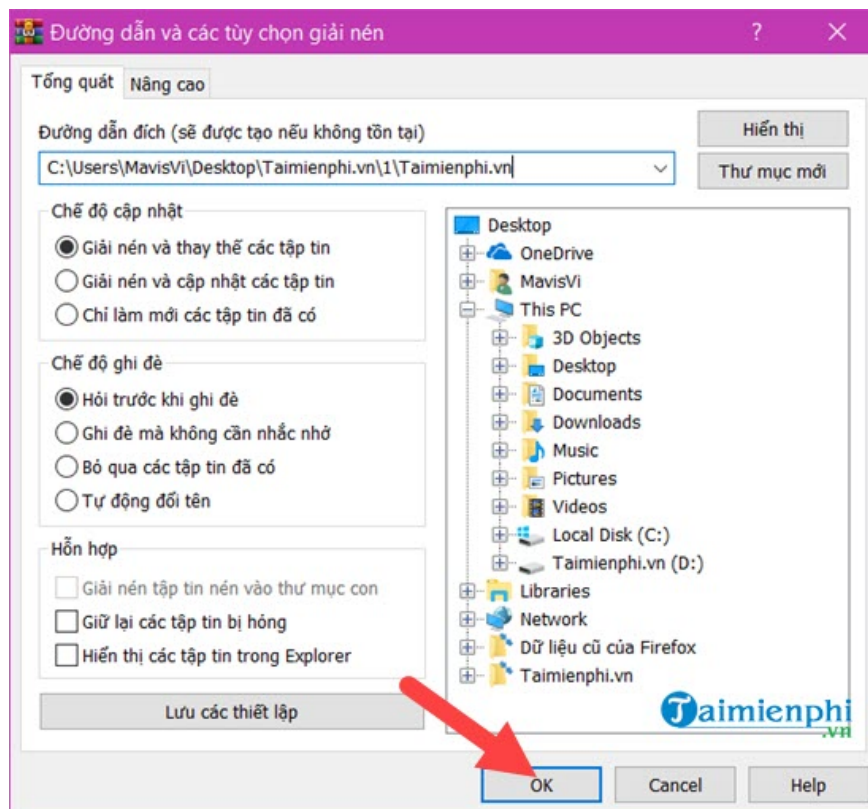 Đường dẫn và các tùy chọn giải nén
Tổng quát
Nâng cao
Đường dẫn đích (sẽ được tạo nếu không tồn tại)
Hiển thị
C:\Users\MavisVi\Desktop\Taimienphi.vn\1\Taimienphi.vn
Thư mục mới
Chế độ cập nhật
Giải nén và thay thế các tập tin
Giải nén và cập nhật các tập tin
Chỉ làm mới các tập tin đã có
Chế độ ghi đè
Hỏi trước khi ghi đè
Ghi đè mà không cần nhắc nhớ
Bỏ qua các tập tin đã có
Tự động đổi tên
Hỗn hợp
Giải nén tập tin nén vào thư mục con
Giữ lại các tập tin bị hỏng
Hiển thị các tập tin trong Explorer
Lưu các thiết lập
Desktop
OneDrive
MavisVi
This PC
3D Objects
Desktop
Documents
Downloads
Music
Pictures
Videos
Local Disk (C:)
Taimienphi.vn (D:)
Libraries
Network
Dữ liệu cũ của Firefox
Taimienphi.vn
Taimienphi
.vn
OK
Cancel
Help